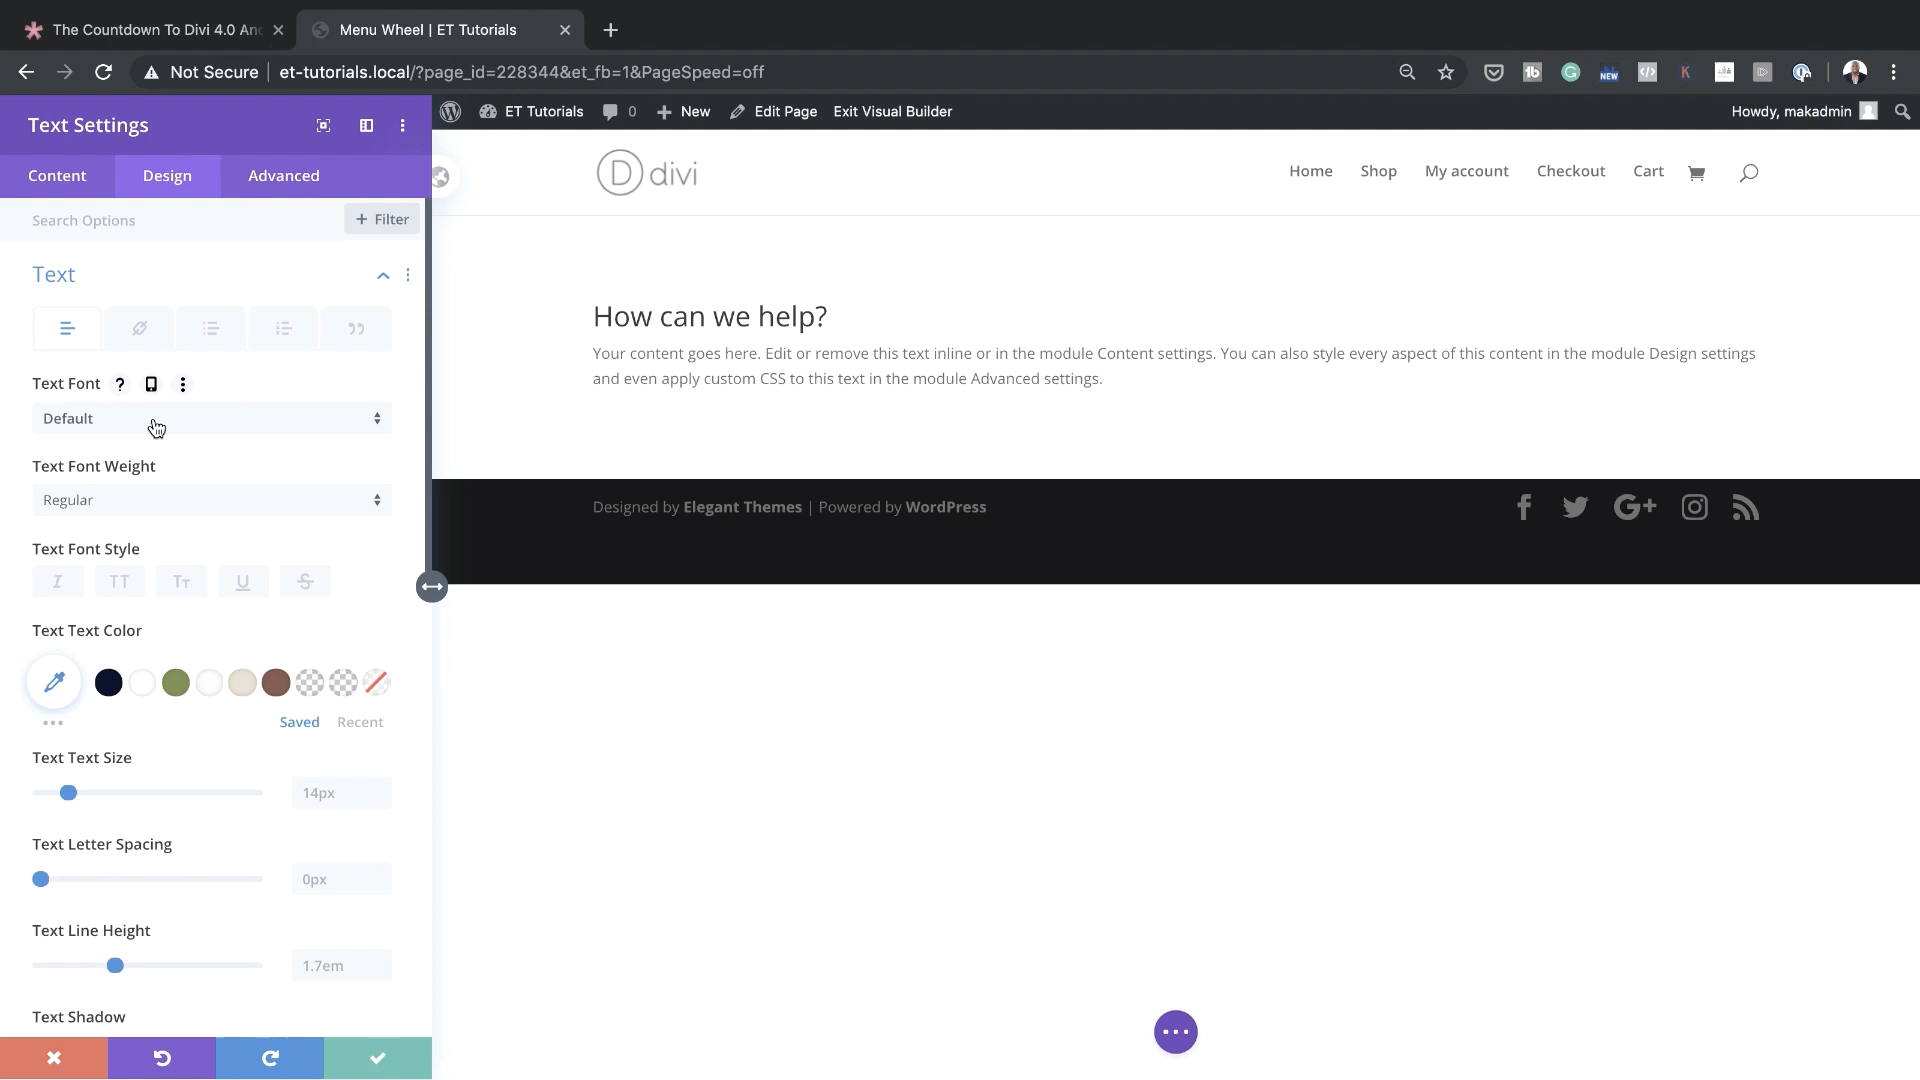 The Countdown To Divi 4.0 And
Menu Wheel | ET Tutorials
Not Secure
et-tutorials.local/?page_id=228344&et_fb=1&PageSpeed=off
tb
G
NEW
K
Text Settings
ET Tutorials
0
New
Edit Page
Exit Visual Builder
Howdy, makadmin
Content
Design
Advanced
D divi
Home
Shop
My account
Checkout
Cart
Search Options
+ Filter
Text
How can we help?
Your content goes here. Edit or remove this text inline or in the module Content settings. You can also style every aspect of this content in the module Design settings
and even apply custom CSS to this text in the module Advanced settings.
Text Font
Default
Text Font Weight
Regular
Designed by Elegant Themes | Powered by WordPress
G+
Text Font Style
I TT Tт U S
Text Text Color
Saved
Recent
Text Text Size
14px
Text Letter Spacing
0px
Text Line Height
1.7em
Text Shadow